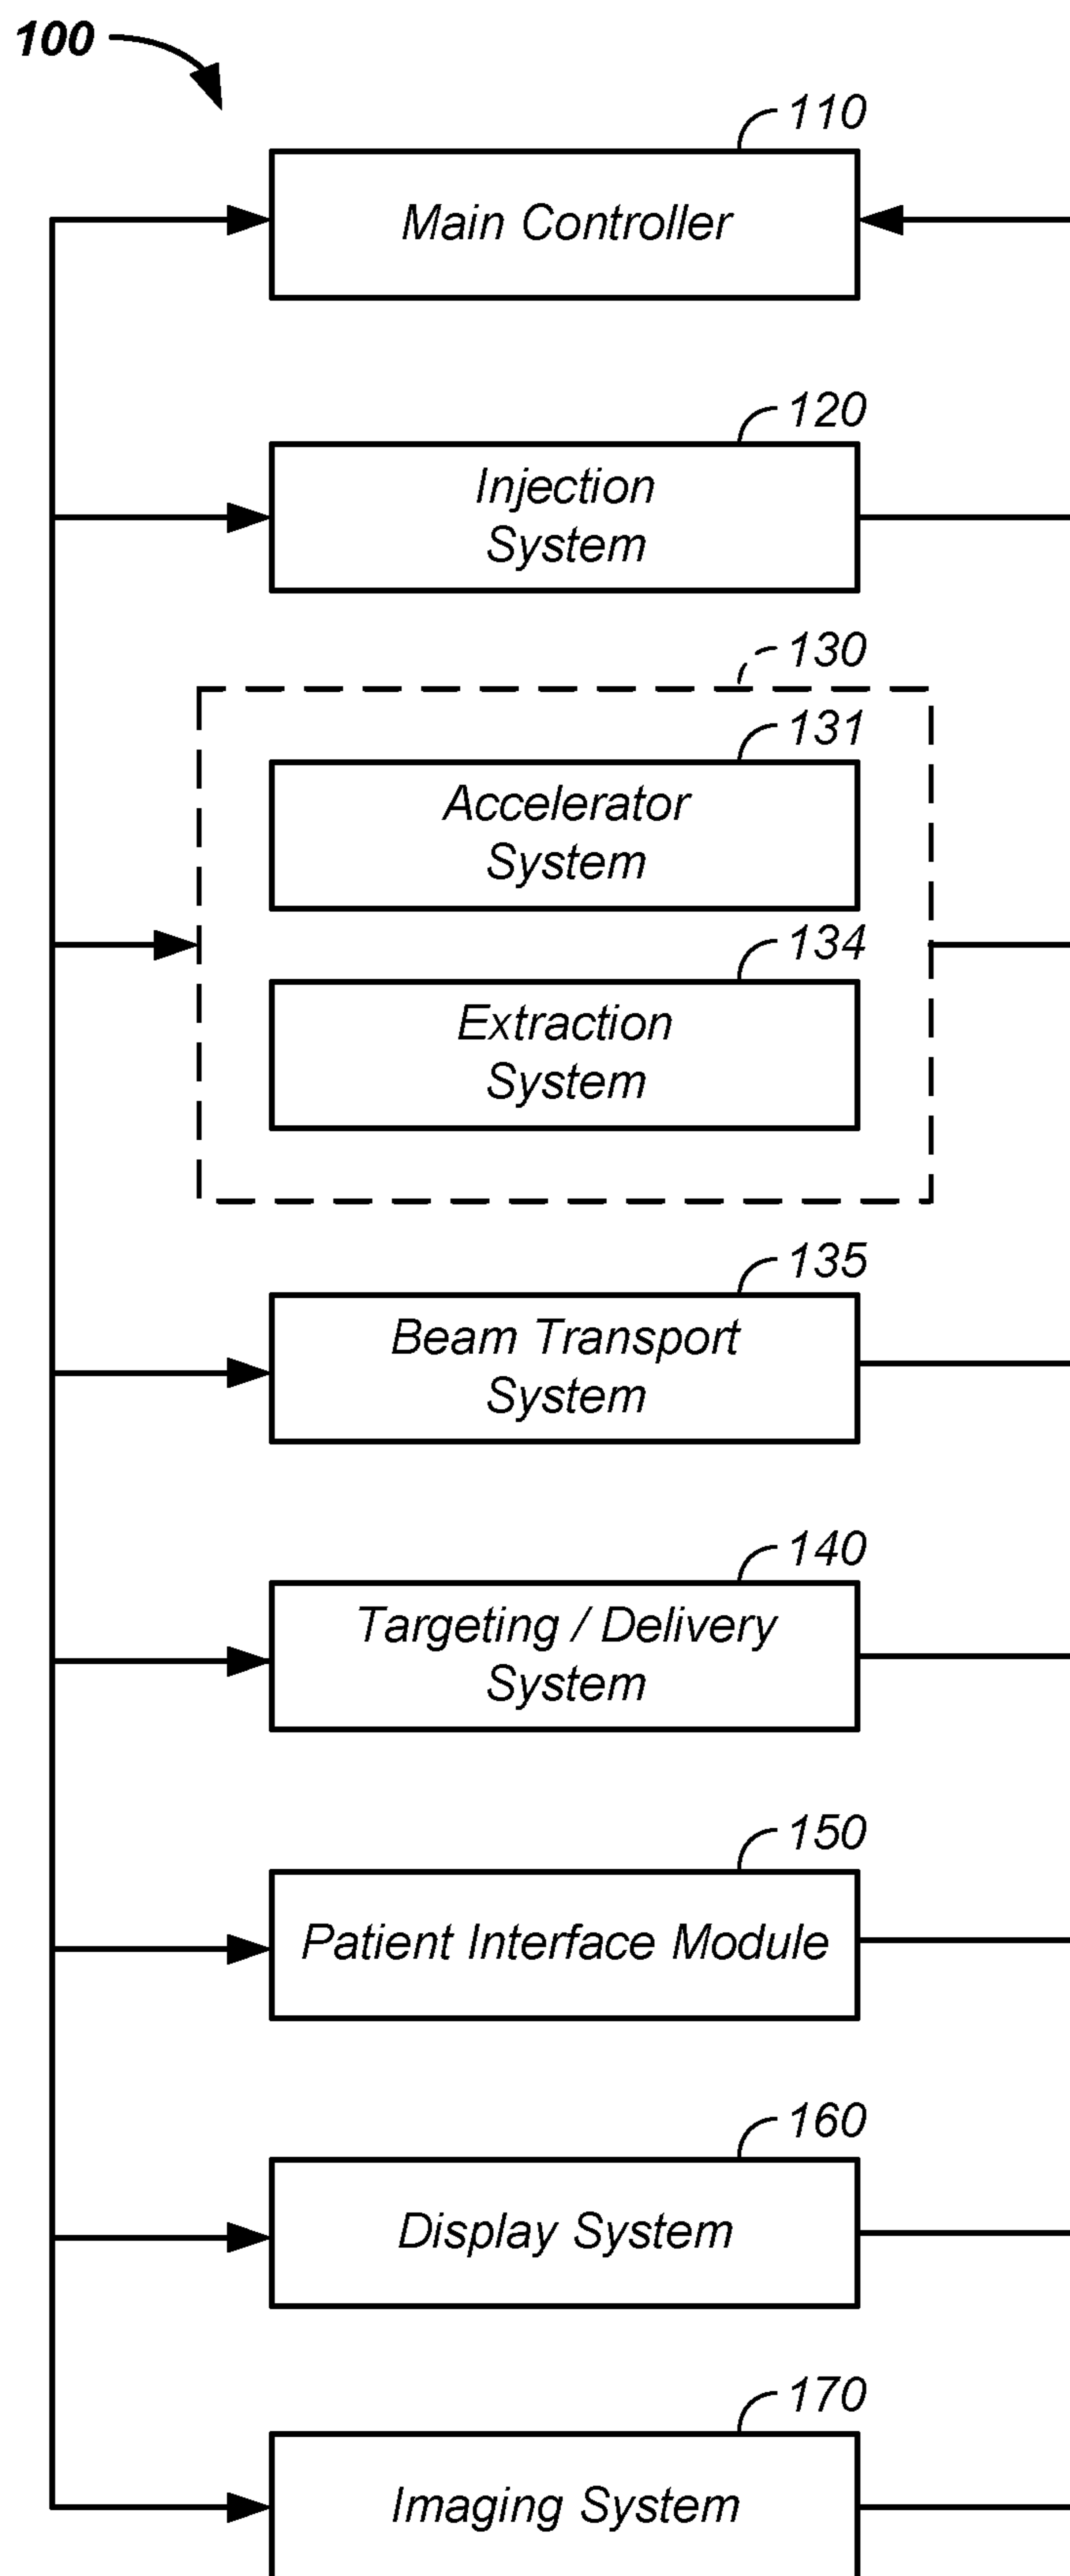 100
110
Main Controller
120
Injection
System
130
131
Accelerator
System
134
Extraction
System
135
Beam Transport
System
140
Targeting / Delivery
System
150
Patient Interface Module
160
Display System
170
Imaging System